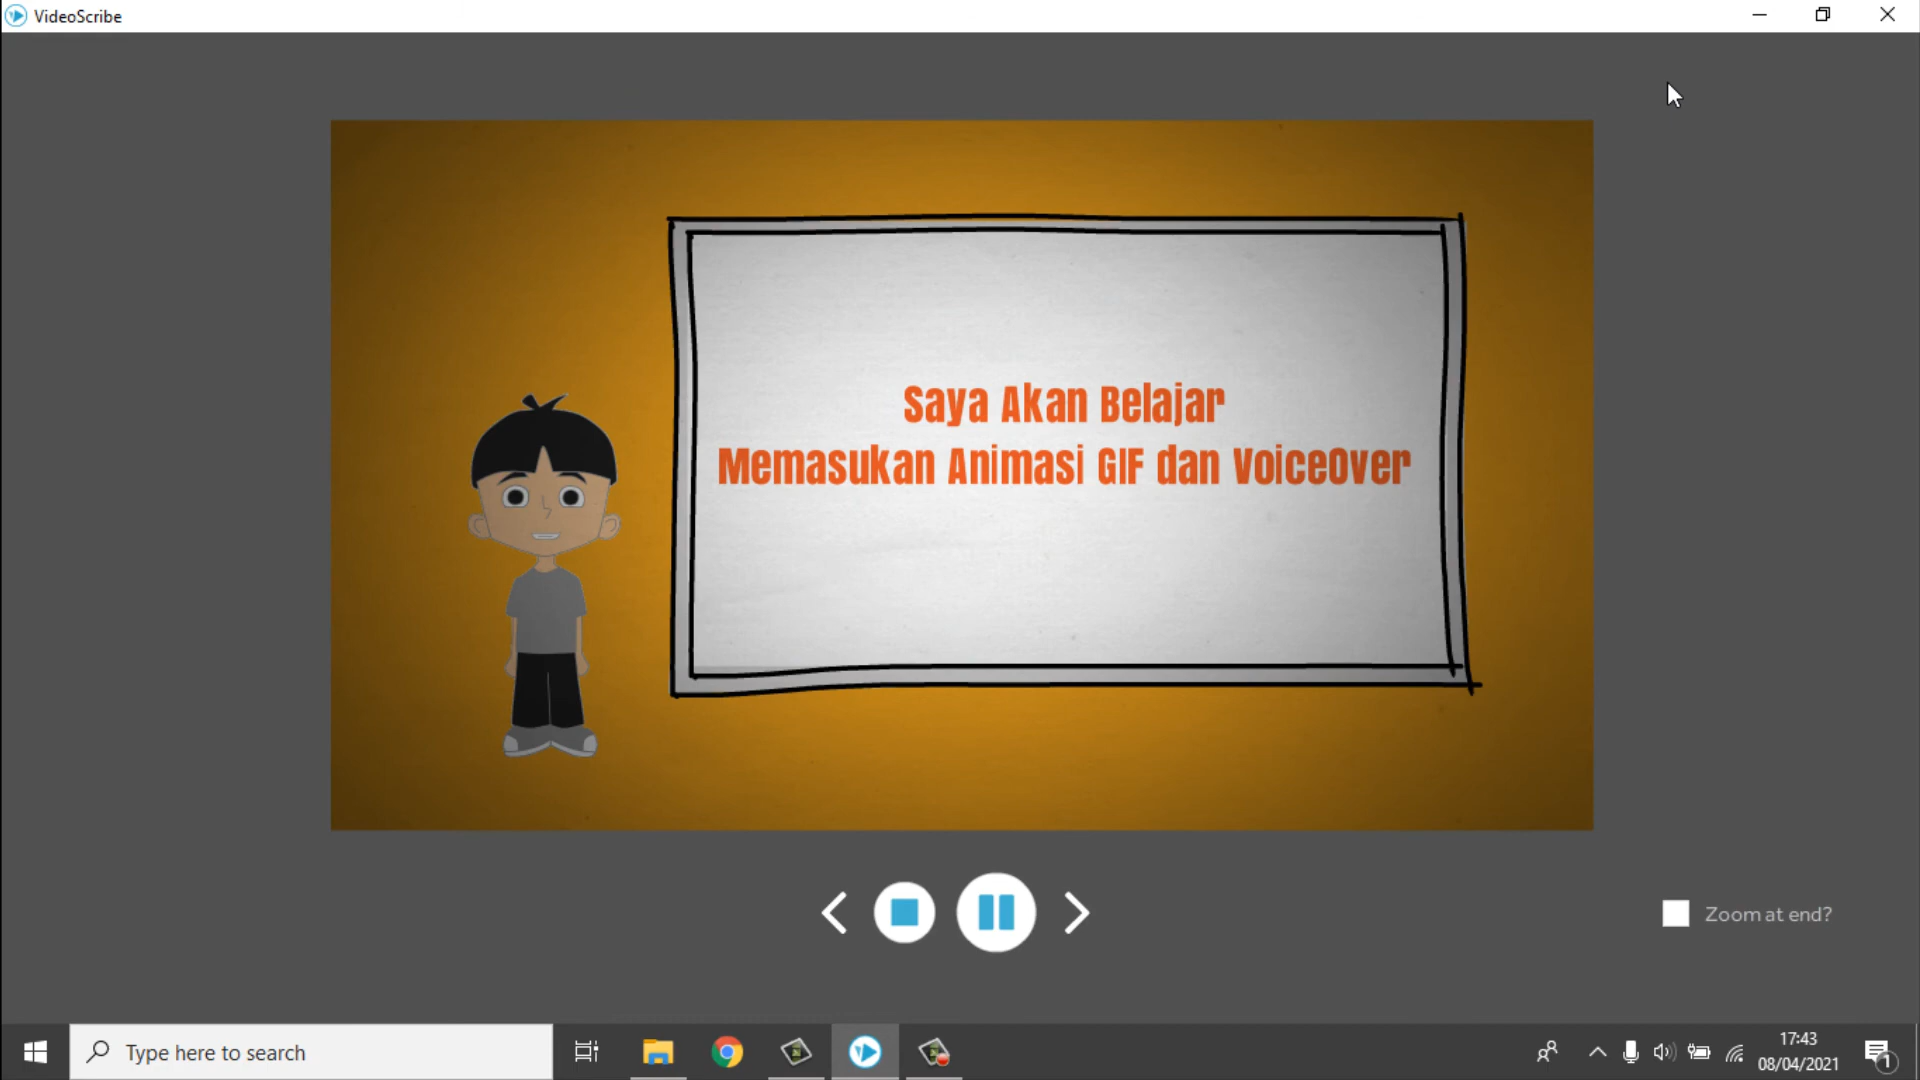 VideoScribe
Saya Akan Belajar
Memasukan Animasi GIF dan VoiceOver
Zoom at end?
Type here to search
17:43
08/04/2021
1